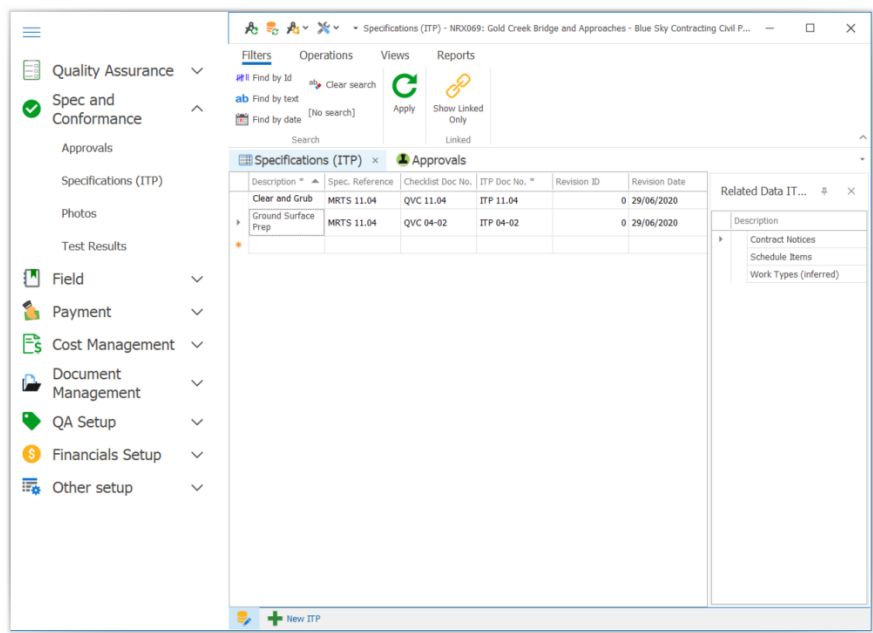 Specifications (ITP) - NRX069: Gold Creek Bridge and Approaches - Blue Sky Contracting Civil P...
Quality Assurance
Spec and
Conformance
Approvals
Specifications (ITP)
Photos
Test Results
Field
Payment
Cost Management
Document
Management
QA Setup
Financials Setup
Other setup
Filters Operations Views Reports
Find by Id
ab Find by text
Find by date
ab Clear search
[No search]
Search
Apply
Show Linked
Only
Linked
Specifications (ITP) × Approvals
Description * Spec. Reference Checklist Doc No. ITP Doc No. * Revision ID Revision Date
Clear and Grub MRTS 11.04 QVC 11.04 ITP 11.04 0 29/06/2020
Ground Surface
Prep MRTS 11.04 QVC 04-02 ITP 04-02 0 29/06/2020
Related Data IT...
Description
Contract Notices
Schedule Items
Work Types (inferred)
New ITP